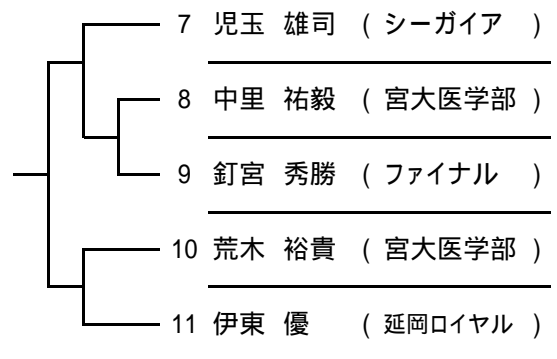 7 児玉 雄司 ( シーガイア )
8 中里 祐毅 ( 宮大医学部 )
9 釘宮 秀勝 ( ファイナル )
10 荒木 裕貴 ( 宮大医学部 )
11 伊東 優 ( 延岡ロイヤル )